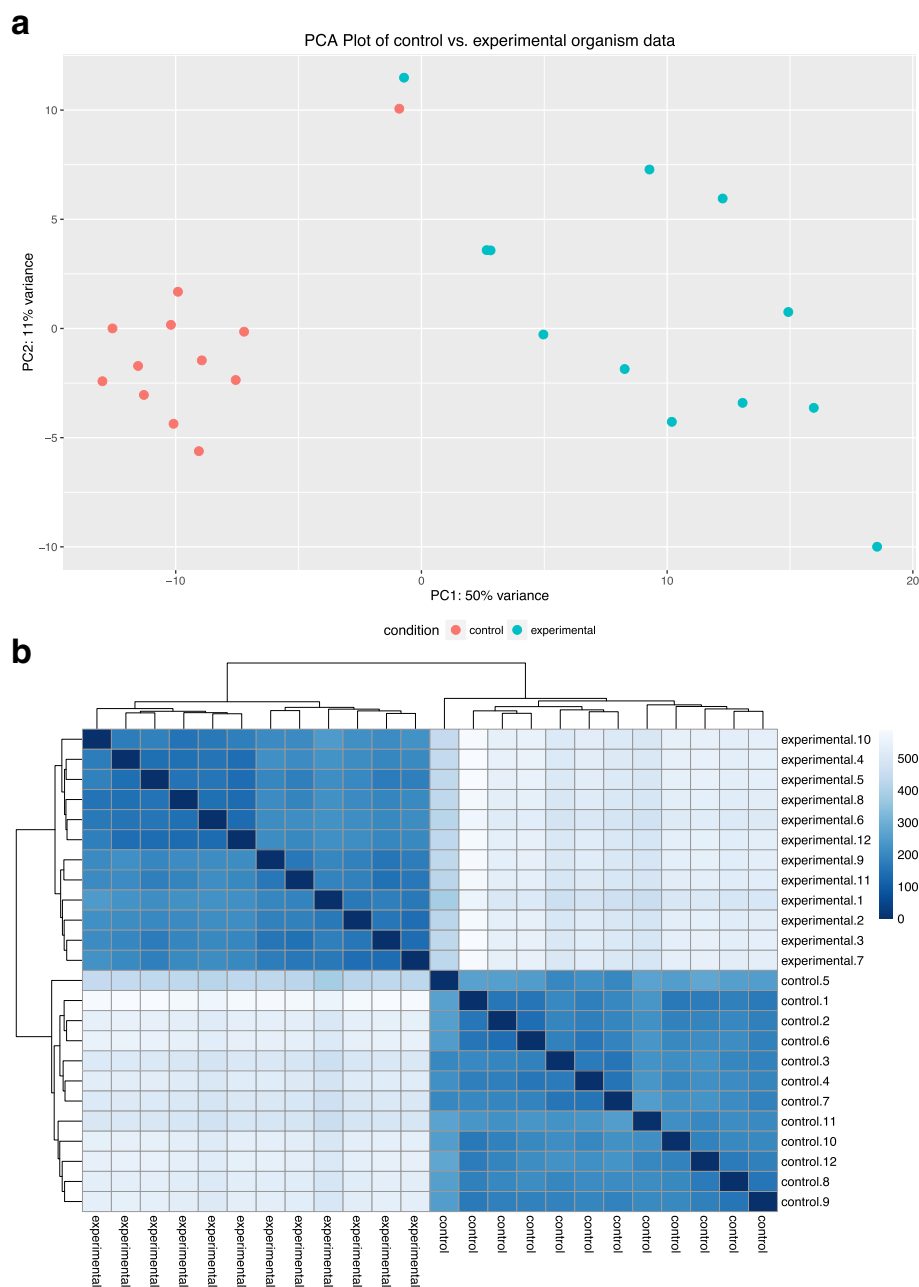 a
PCA Plot of control vs. experimental organism data
10
5
0
−5
−10
PC2: 11% variance
−10
0
10
20
PC1: 50% variance
condition
control
experimental
b
experimental.10
experimental.4
experimental.5
experimental.8
experimental.6
experimental.12
experimental.9
experimental.11
experimental.1
experimental.2
experimental.3
experimental.7
control.5
control.1
control.2
control.6
control.3
control.4
control.7
control.11
control.10
control.12
control.8
control.9
500
400
300
200
100
0
experimental
experimental
experimental
experimental
experimental
experimental
experimental
experimental
experimental
experimental
experimental
experimental
control
control
control
control
control
control
control
control
control
control
control
control